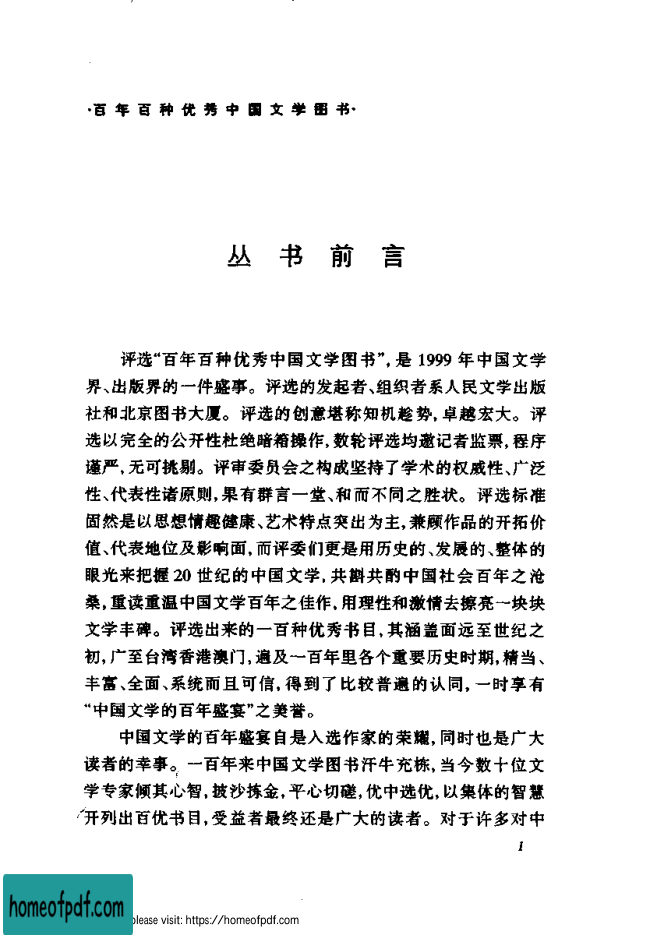 ·百年百种优秀中国文学图书·
丛书前言
评选“百年百种优秀中国文学图书”,是 1999 年中国文学
界、出版界的一件盛事。评选的发起者、组织者系人民文学出版
社和北京图书大厦。评选的创意堪称知机趁势,卓越宏大。评
选以完全的公开性杜绝暗箱操作,数轮评选均邀记者监票,程序
谨严,无可挑剔。评审委员会之构成坚持了学术的权威性、广泛
性、代表性诸原则,果有群言一堂、和而不同之胜状。评选标准
固然是以思想情趣健康、艺术特点突出为主,兼顾作品的开拓价
值、代表地位及影响面,而评委们更是用历史的、发展的、整体的
眼光来把握 20 世纪的中国文学,共斟共酌中国社会百年之沧
桑,重读重温中国文学百年之佳作,用理性和激情去擦亮一块块
文学丰碑。评选出来的一百种优秀书目,其涵盖面远至世纪之
初,广至台湾香港澳门,遍及一百年里各个重要历史时期,精当、
丰富、全面、系统而且可信,得到了比较普遍的认同,一时享有
“中国文学的百年盛宴”之美誉。
中国文学的百年盛宴自是入选作家的荣耀,同时也是广大
读者的幸事。一百年来中国文学图书汗牛充栋,当今数十位文
学专家倾其心智,披沙拣金,平心切磋,优中选优,以集体的智慧
开列出百优书目,受益者最终还是广大的读者。对于许多对中
1
homeofpdf.com
please visit: https://homeofpdf.com